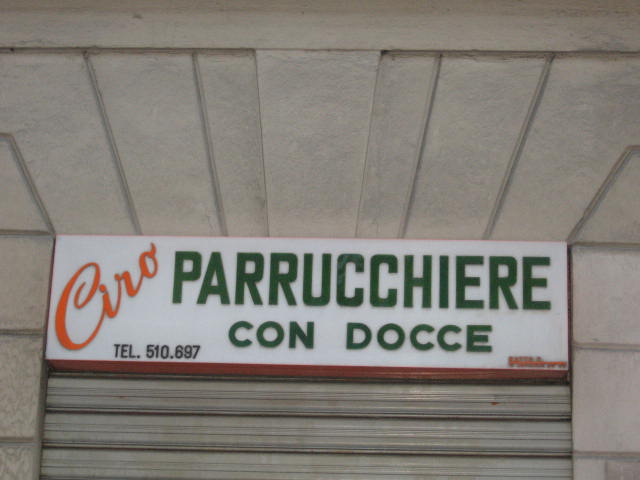 Ciro PARRUCCHIERE
CON DOCCE
TEL. 510.697